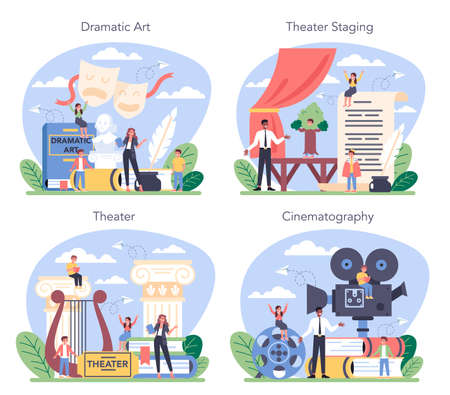 Dramatic Art
Theater Staging
DRAMATIC
ART
Theater
Cinematography
THEATER